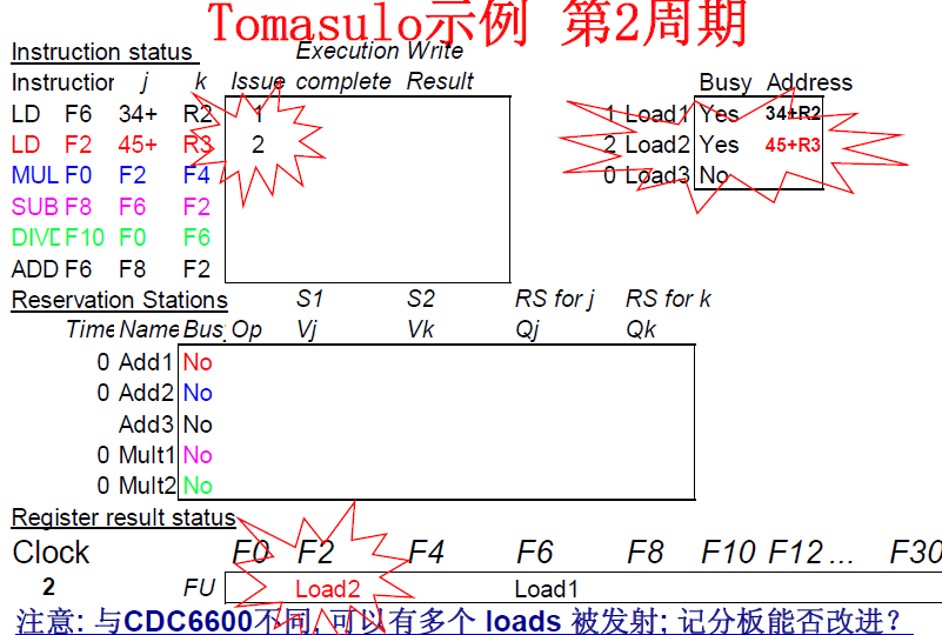 Tomasulo示例 第2周期
Instruction status Execution Write
Instruction j k Issue complete Result
Busy Address
LD F6 34+ R2 1
1 Load1 Yes 34+R2
LD F2 45+ R3 2
2 Load2 Yes 45+R3
MUL F0 F2 F4
0 Load3 No
SUB F8 F6 F2
DIVD F10 F0 F6
ADD F6 F8 F2
Reservation Stations S1 S2 RS for j RS for k
Time Name Busy Op Vj Vk Qj Qk
0 Add1 No
0 Add2 No
Add3 No
0 Mult1 No
0 Mult2 No
Register result status
Clock F0 F2 F4 F6 F8 F10 F12 ... F30
2 FU Load2 Load1
注意: 与CDC6600不同, 可以有多个 loads 被发射; 记分板能否改进?